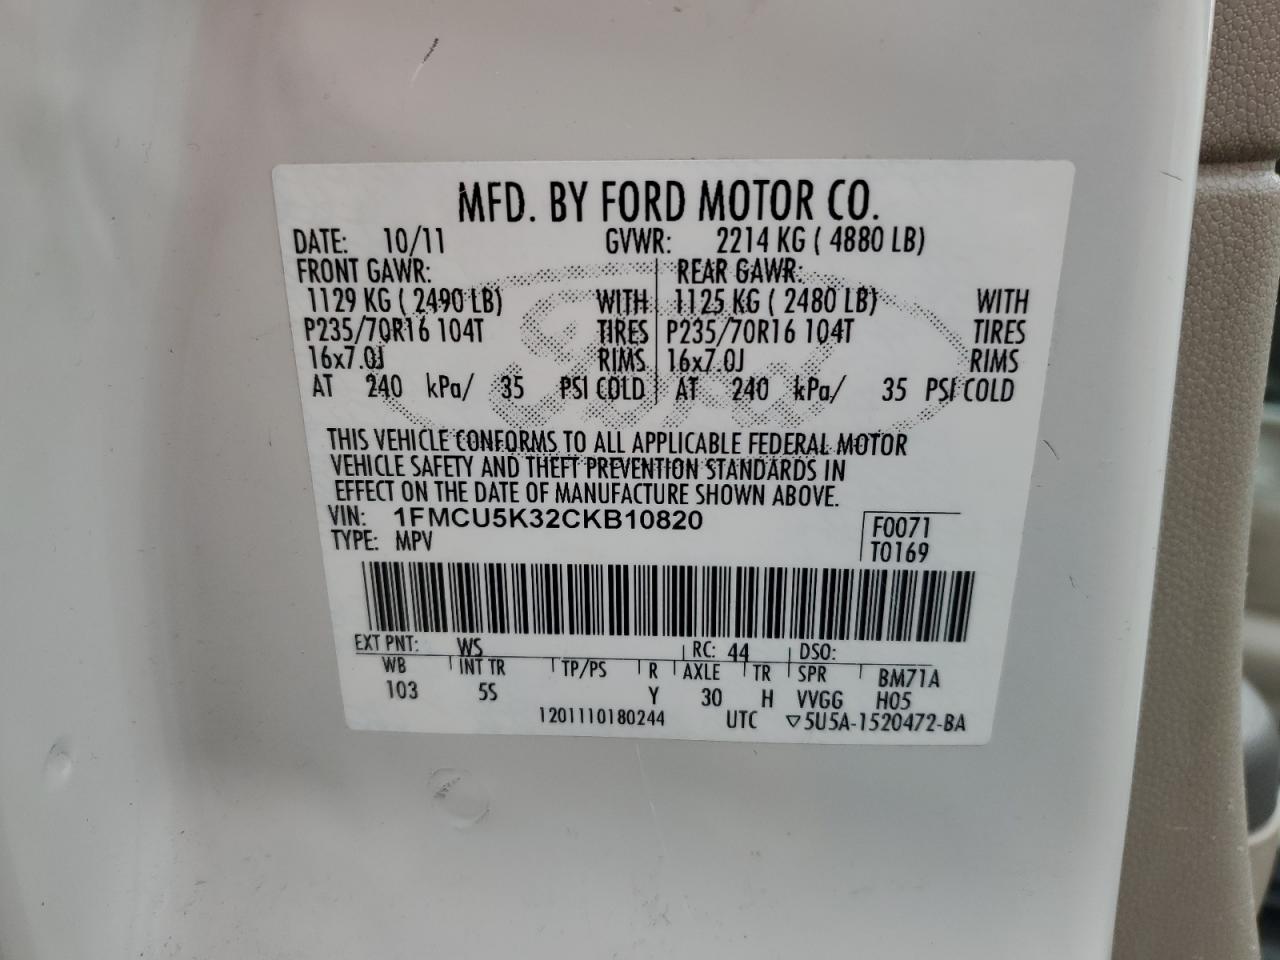 MFD. BY FORD MOTOR CO.
DATE: 10/11 GVWR: 2214 KG ( 4880 LB)
FRONT GAWR: REAR GAWR:
1129 KG ( 2490 LB) WITH 1125 KG ( 2480 LB) WITH
P235/70R16 104T TIRES P235/70R16 104T TIRES
16x7.0J RIMS 16x7.0J RIMS
AT 240 kPa/ 35 PSI COLD AT 240 kPa/ 35 PSI COLD
Ford
THIS VEHICLE CONFORMS TO ALL APPLICABLE FEDERAL MOTOR
VEHICLE SAFETY AND THEFT PREVENTION STANDARDS IN
EFFECT ON THE DATE OF MANUFACTURE SHOWN ABOVE.
VIN: 1FMCU5K32CKB10820 F0071
TYPE: MPV T0169
EXT PNT: WS RC: 44 DSO:
WB INT TR TP/PS R AXLE TR SPR BM71A
103 5S Y 30 H VVGG H05
1201110180244 UTC ▽5U5A-1520472-BA